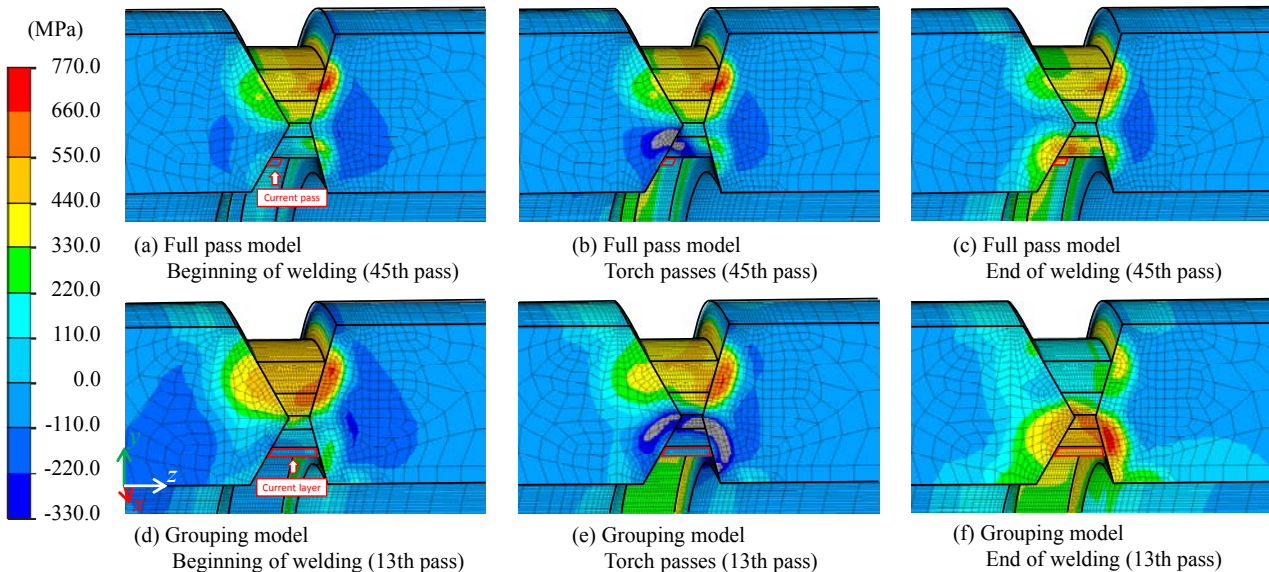 (MPa)
770.0
660.0
550.0
440.0
330.0
220.0
110.0
0.0
-110.0
-220.0
-330.0
Current pass
(a) Full pass model
Beginning of welding (45th pass)
(b) Full pass model
Torch passes (45th pass)
(c) Full pass model
End of welding (45th pass)
y
z
x
Current layer
(d) Grouping model
Beginning of welding (13th pass)
(e) Grouping model
Torch passes (13th pass)
(f) Grouping model
End of welding (13th pass)